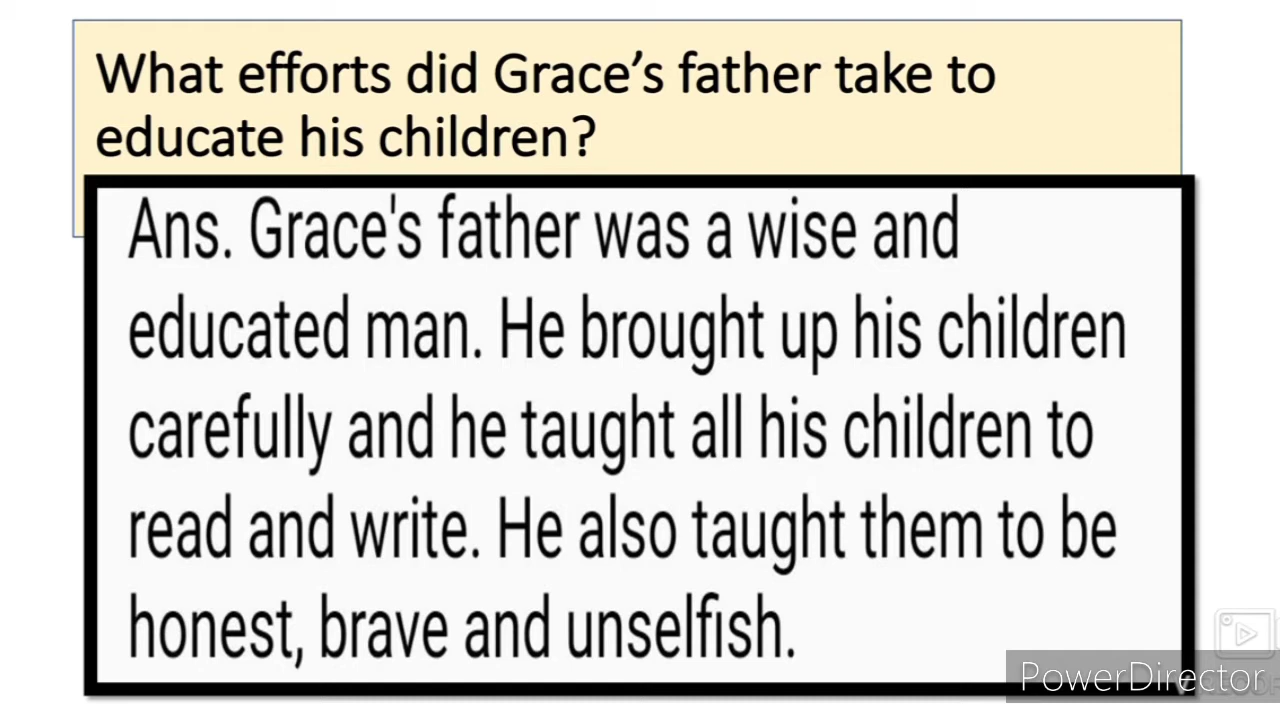 What efforts did Grace’s father take to
educate his children?
Ans. Grace's father was a wise and
educated man. He brought up his children
carefully and he taught all his children to
read and write. He also taught them to be
honest, brave and unselfish.
PowerDirector